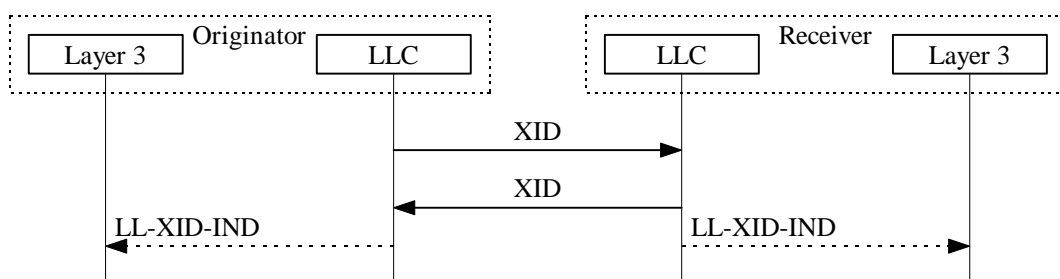 Originator
Receiver
Layer 3
LLC
LLC
Layer 3
XID
XID
LL-XID-IND
LL-XID-IND